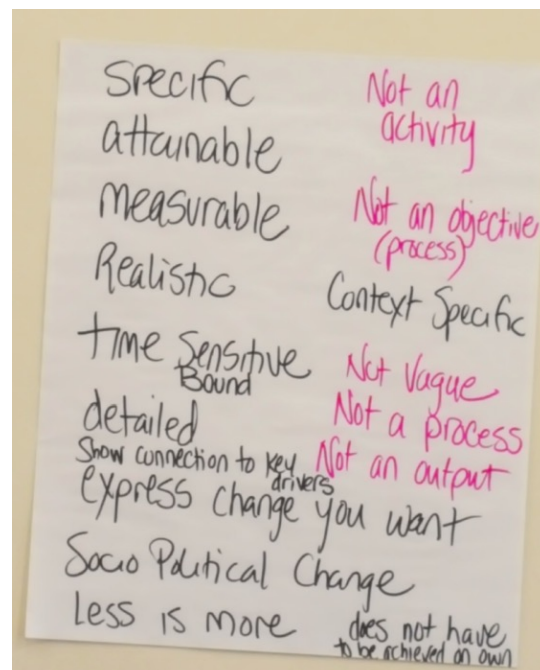 Specific
attainable
measurable
Realistic
time Sensitive
Bound
detailed
Show connection to key
drivers
express change you want
Socio Political Change
Less is more
Not an
activity
Not an objective
(process)
Context Specific
Not Vague
Not a process
Not an output
does not have
to be achieved on own